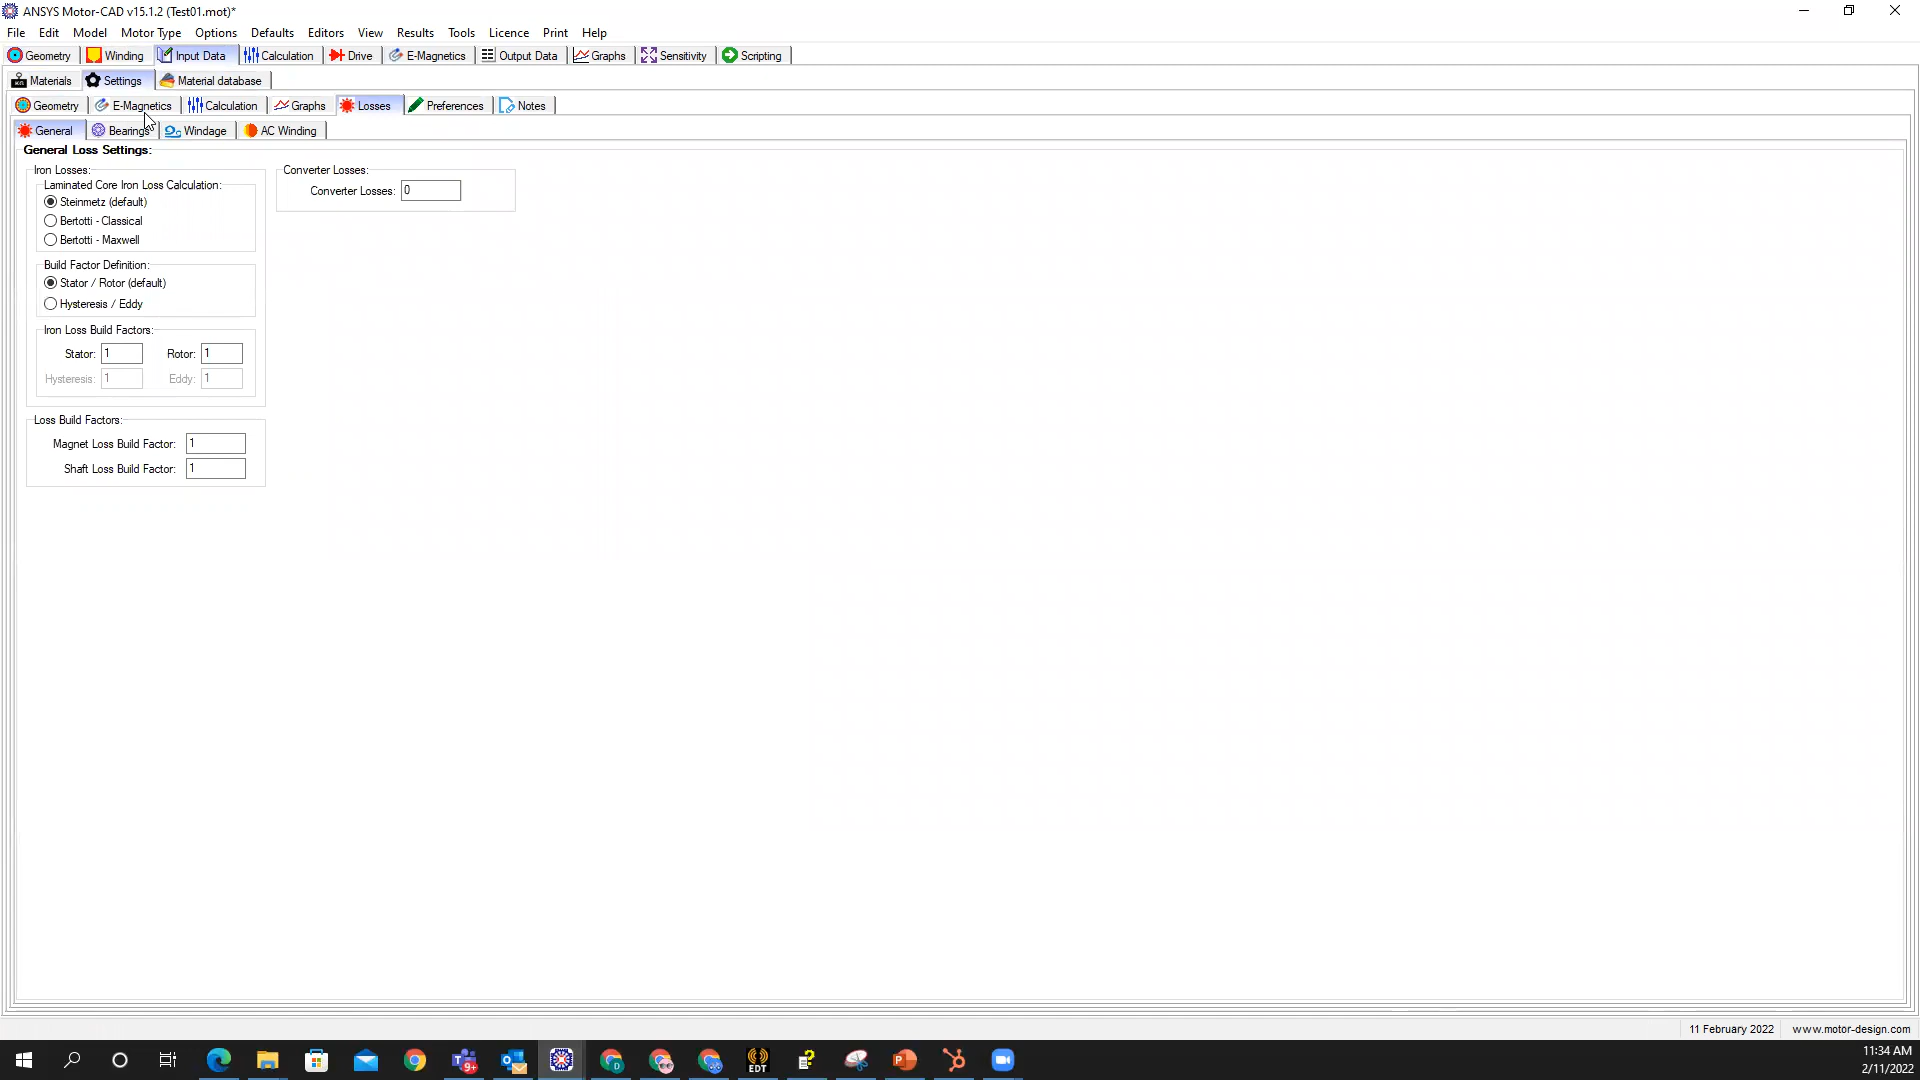 ANSYS Motor-CAD v15.1.2 (Test01.mot)*
File Edit Model Motor Type Options Defaults Editors View Results Tools Licence Print Help
Geometry Winding Input Data Calculation Drive E-Magnetics Output Data Graphs Sensitivity Scripting
Materials Settings Material database
Geometry E-Magnetics Calculation Graphs Losses Preferences Notes
General Bearings Windage AC Winding
General Loss Settings:
Iron Losses:
Laminated Core Iron Loss Calculation:
Steinmetz (default)
Bertotti - Classical
Bertotti - Maxwell
Build Factor Definition:
Stator / Rotor (default)
Hysteresis / Eddy
Iron Loss Build Factors:
Stator: 1 Rotor: 1
Hysteresis: 1 Eddy: 1
Loss Build Factors:
Magnet Loss Build Factor: 1
Shaft Loss Build Factor: 1
Converter Losses:
Converter Losses: 0
11 February 2022 www.motor-design.com
9+
D
EDT
11:34 AM
2/11/2022